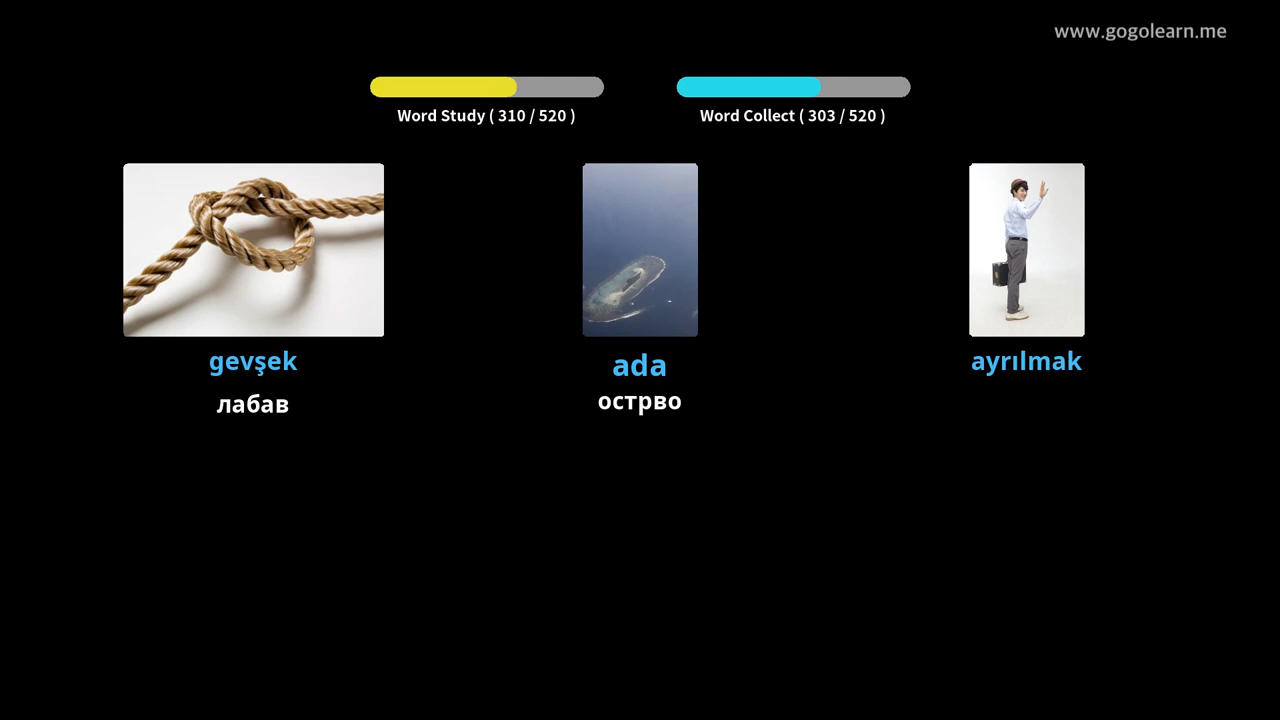 www.gogolearn.me
Word Study ( 310 / 520 )
Word Collect ( 303 / 520 )
gevşek
ada
ayrılmak
лабав
острво